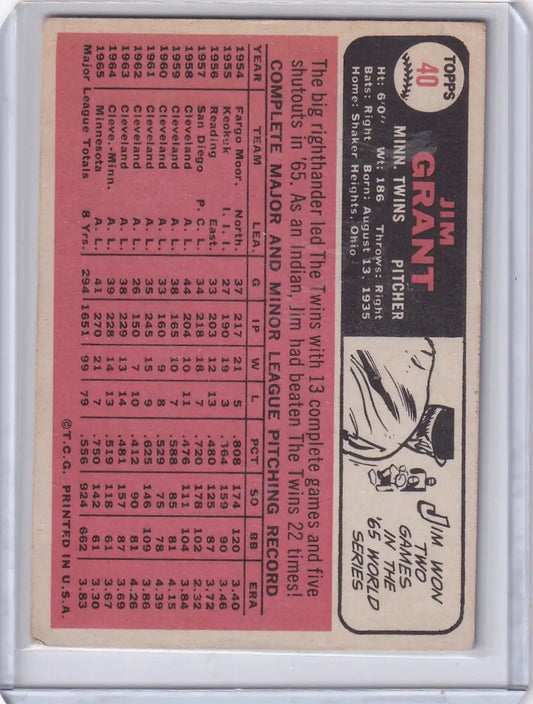 TOPPS
40
JIM
GRANT
MINN. TWINS PITCHER
Ht: 6'0" Wt: 186 Throws: Right
Bats: Right Born: August 13, 1935
Home: Shaker Heights, Ohio
JIM WON
TWO
GAMES
IN THE
'65 WORLD
SERIES
The big righthander led The Twins with 13 complete games and five
shutouts in '65. As an Indian, Jim had beaten The Twins 22 times!
COMPLETE MAJOR AND MINOR LEAGUE PITCHING RECORD
YEAR TEAM LEA. G IP W L PCT SO BB ERA
1954 Fargo Moor. North. 37 217 21 5 .808 174 120 3.40
1955 Keokuk I. I. I. 27 190 19 3 .864 159 90 3.46
1956 Reading East. 33 203 12 13 .480 125 97 3.72
1957 San Diego P. C. L. 34 218 18 7 .720 178 102 2.32
1958 Cleveland A. L. 44 204 10 11 .476 111 104 3.84
1959 Cleveland A. L. 38 165 10 7 .588 85 81
1960 Cleveland A. L. 33 160 9 8 .529 75 78 4.39
1961 Cleveland A. L. 35 245 15 9 .625 146 109 3.86
1962 Cleveland A. L. 26 150 7 10 .412 90 81 4.26
1963 Cleveland A. L. 38 229 13 14 .481 157 87 3.69
1964 Cleve.-Minn. A. L. 39 228 14 13 .519 118 61 3.67
1965 Minnesota A. L. 41 270 21 7 .750 142 61 3.30
Major League Totals 8 Yrs. 294 1651 99 79 .556 924 662 3.83
©T.C.G. PRINTED IN U.S.A.